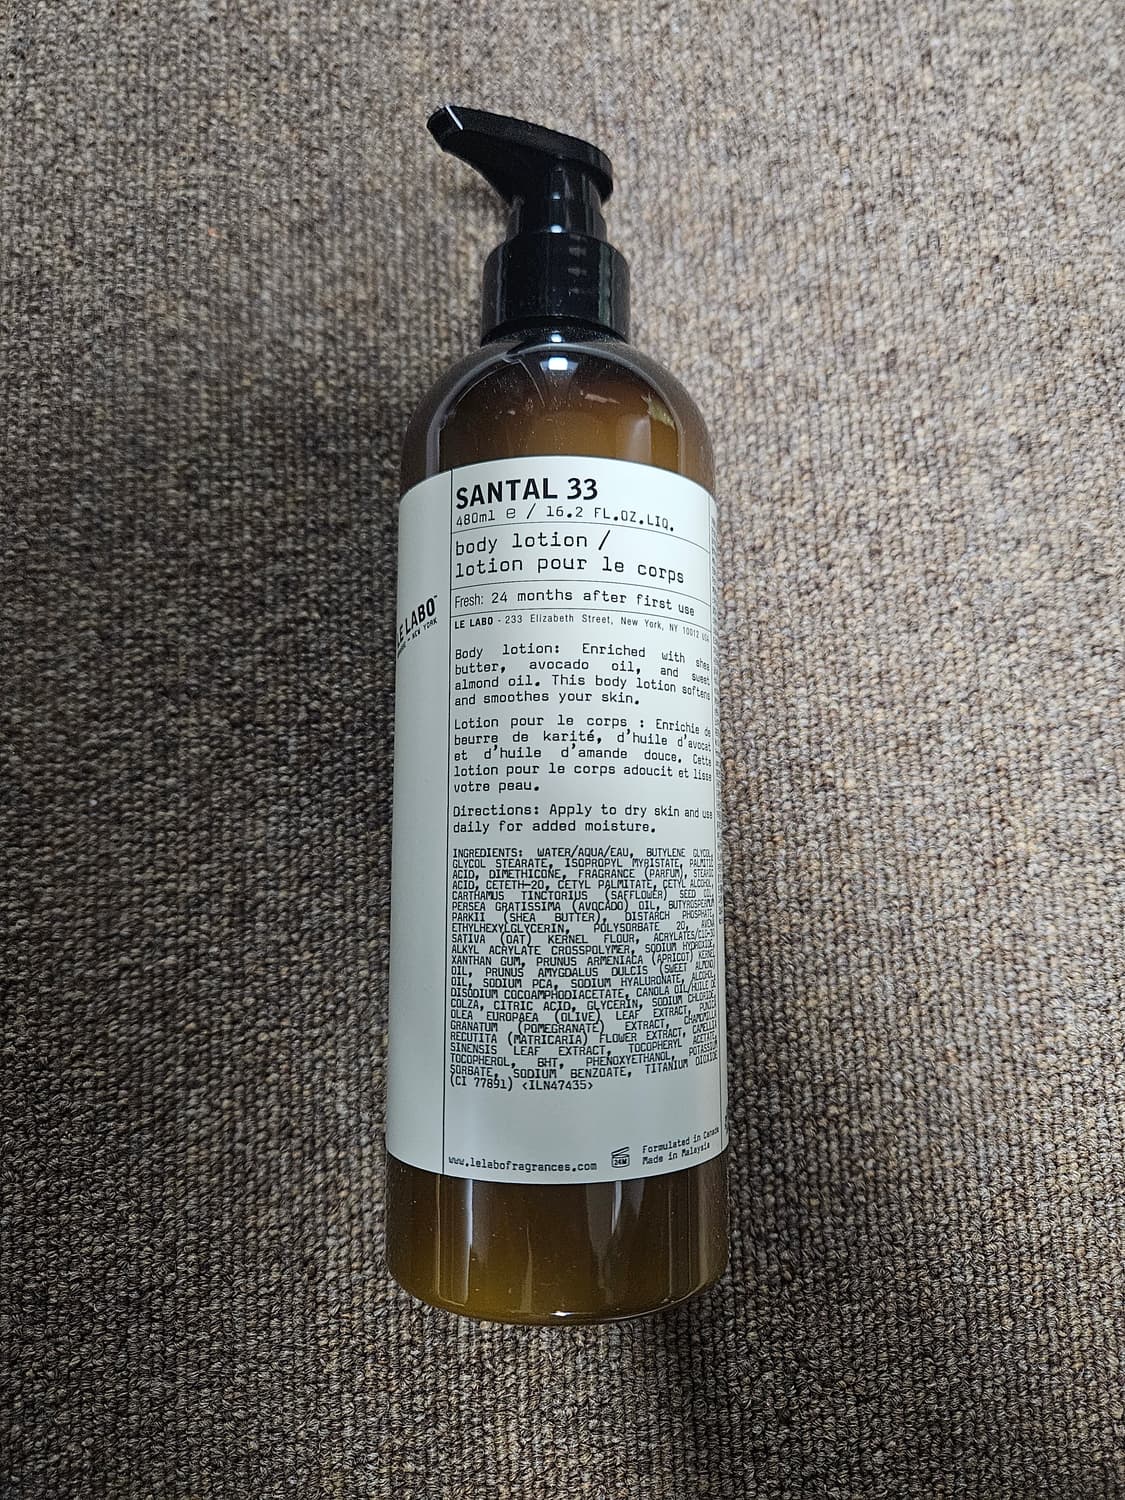 SANTAL 33
480ml e / 16.2 FL.OZ.LIQ.
body lotion /
lotion pour le corps
Fresh: 24 months after first use
LE LABO - 233 Elizabeth Street, New York, NY 10012 USA
LE LABO™
NEW YORK
Body lotion: Enriched with shea
butter, avocado oil, and sweet
almond oil. This body lotion softens
and smoothes your skin.
Lotion pour le corps : Enrichie de
beurre de karité, d'huile d'avocat
et d'huile d'amande douce. Cette
lotion pour le corps adoucit et lisse
votre peau.
Directions: Apply to dry skin and use
daily for added moisture.
INGREDIENTS: WATER/AQUA/EAU, BUTYLENE GLYCOL,
GLYCOL STEARATE, ISOPROPYL MYRISTATE, PALMITIC
ACID, DIMETHICONE, FRAGRANCE (PARFUM), STEARIC
ACID, CETETH-20, CETYL PALMITATE, CETYL ALCOHOL,
CARTHAMUS TINCTORIUS (SAFFLOWER) SEED OIL,
PERSEA GRATISSIMA (AVOCADO) OIL, BUTYROSPERMUM
PARKII (SHEA BUTTER), DISTARCH PHOSPHATE,
ETHYLHEXYLGLYCERIN, POLYSORBATE 20, AVENA
SATIVA (OAT) KERNEL FLOUR, ACRYLATES/C10-30
ALKYL ACRYLATE CROSSPOLYMER, SODIUM HYDROXIDE,
XANTHAN GUM, PRUNUS ARMENIACA (APRICOT) KERNEL
OIL, PRUNUS AMYGDALUS DULCIS (SWEET ALMOND)
OIL, SODIUM PCA, SODIUM HYALURONATE, ALCOHOL,
DISODIUM COCOAMPHODIACETATE, CANOLA OIL/HUILE DE
COLZA, CITRIC ACID, GLYCERIN, SODIUM CHLORIDE,
OLEA EUROPAEA (OLIVE) LEAF EXTRACT, PUNICA
GRANATUM (POMEGRANATE) EXTRACT, CHAMOMILLA
RECUTITA (MATRICARIA) FLOWER EXTRACT, CAMELLIA
SINENSIS LEAF EXTRACT, TOCOPHERYL ACETATE,
TOCOPHEROL, BHT, PHENOXYETHANOL, POTASSIUM
SORBATE, SODIUM BENZOATE, TITANIUM DIOXIDE
(CI 77891) <ILN47435>
www.lelabofragrances.com
24M
Formulated in Canada
Made in Malaysia